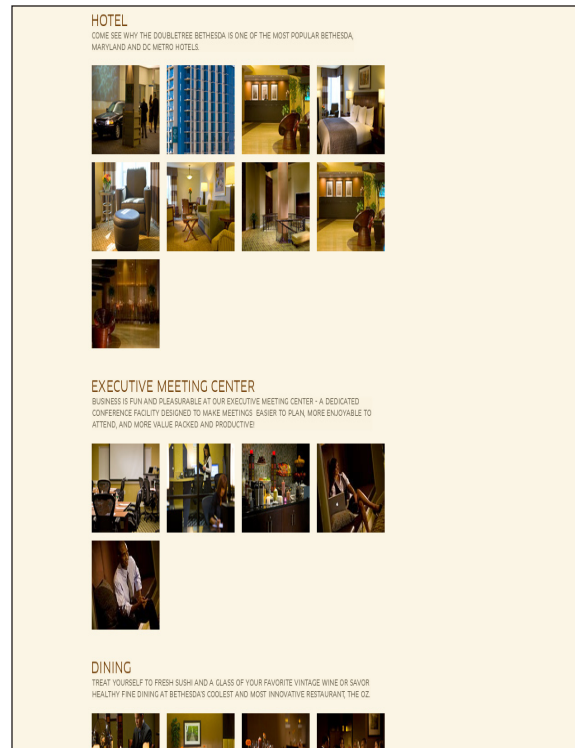 HOTEL
COME SEE WHY THE DOUBLETREE BETHESDA IS ONE OF THE MOST POPULAR BETHESDA,
MARYLAND AND DC METRO HOTELS.
EXECUTIVE MEETING CENTER
BUSINESS IS FUN AND PLEASURABLE AT OUR EXECUTIVE MEETING CENTER - A DEDICATED
CONFERENCE FACILITY DESIGNED TO MAKE MEETINGS EASIER TO PLAN, MORE ENJOYABLE TO
ATTEND, AND MORE VALUE PACKED AND PRODUCTIVE!
DINING
TREAT YOURSELF TO FRESH SUSHI AND A GLASS OF YOUR FAVORITE VINTAGE WINE OR SAVOR
HEALTHY FINE DINING AT BETHESDA'S COOLEST AND MOST INNOVATIVE RESTAURANT, THE OZ.